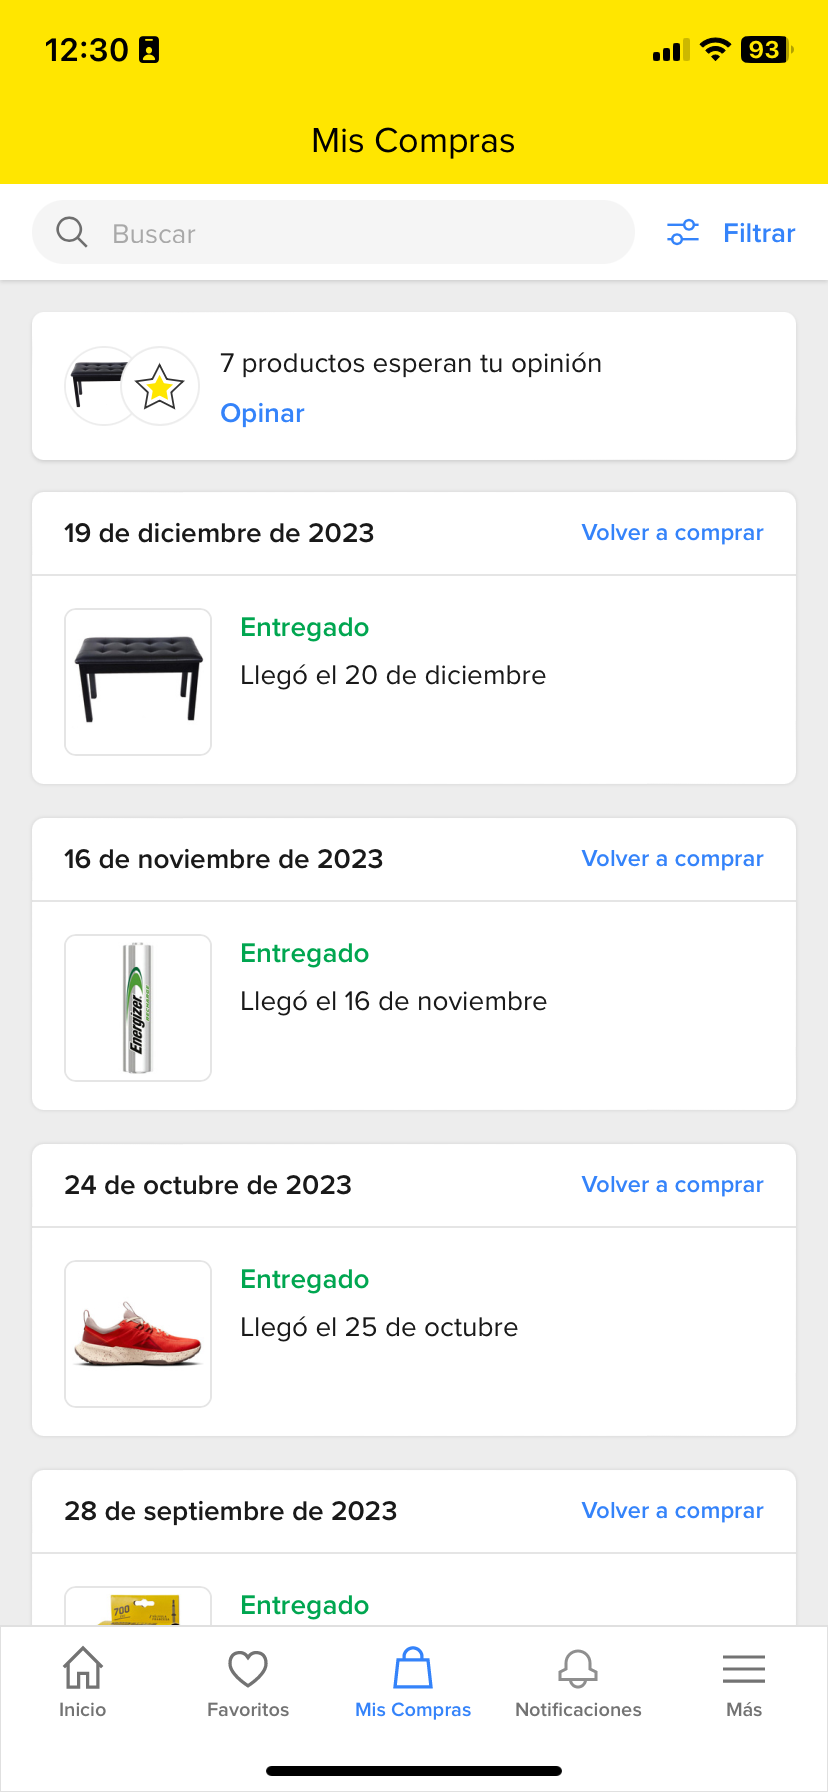 12:30
93
Mis Compras
Buscar
Filtrar
7 productos esperan tu opinión
Opinar
19 de diciembre de 2023
Volver a comprar
Entregado
Llegó el 20 de diciembre
16 de noviembre de 2023
Volver a comprar
Energizer
RECHARGE
Entregado
Llegó el 16 de noviembre
24 de octubre de 2023
Volver a comprar
Entregado
Llegó el 25 de octubre
28 de septiembre de 2023
Volver a comprar
700
Entregado
Inicio
Favoritos
Mis Compras
Notificaciones
Más